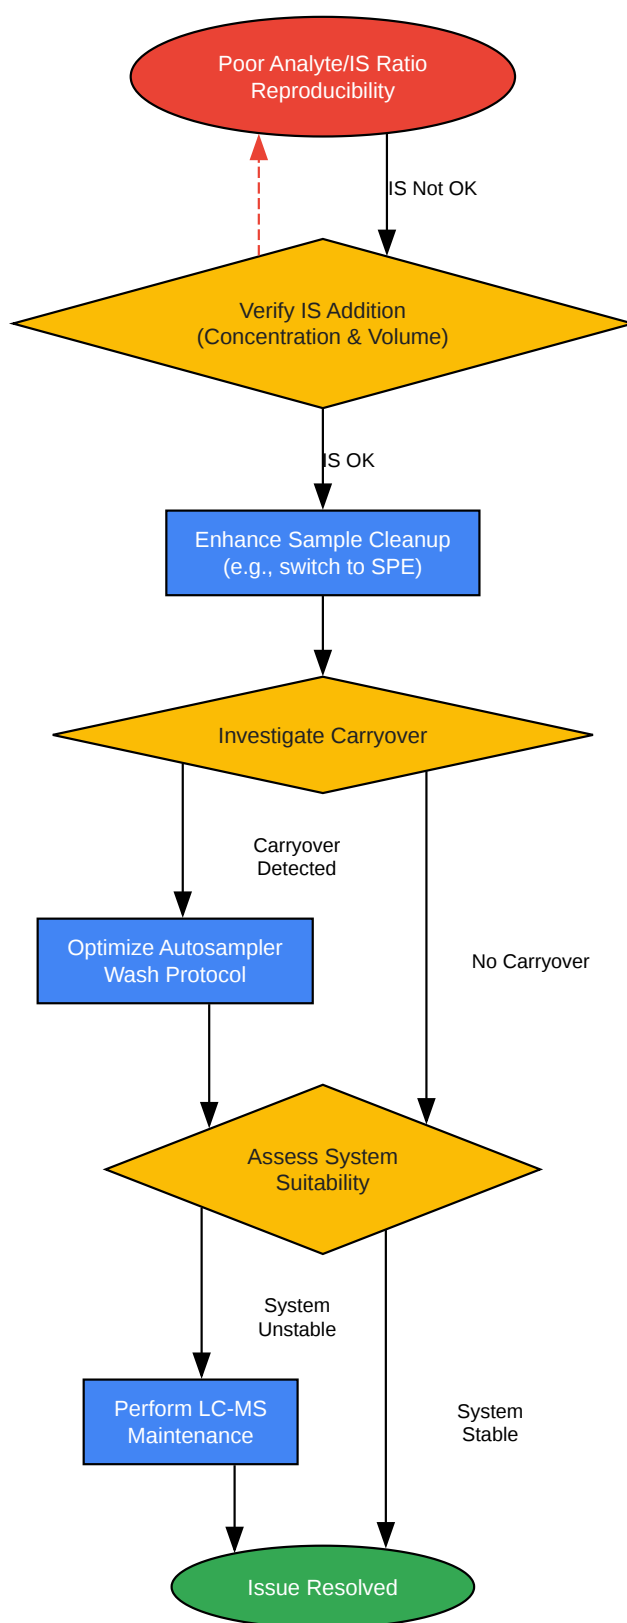 Poor Analyte/IS Ratio
Reproducibility
IS Not OK
Verify IS Addition
(Concentration & Volume)
IS OK
Enhance Sample Cleanup
(e.g., switch to SPE)
Investigate Carryover
Carryover
Detected
Optimize Autosampler
Wash Protocol
No Carryover
Assess System
Suitability
System
Unstable
Perform LC-MS
Maintenance
System
Stable
Issue Resolved